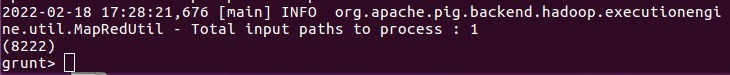 2022-02-18 17:28:21,676 [main] INFO  org.apache.pig.backend.hadoop.executionengi
ne.util.MapRedUtil - Total input paths to process : 1
(8222)
grunt>